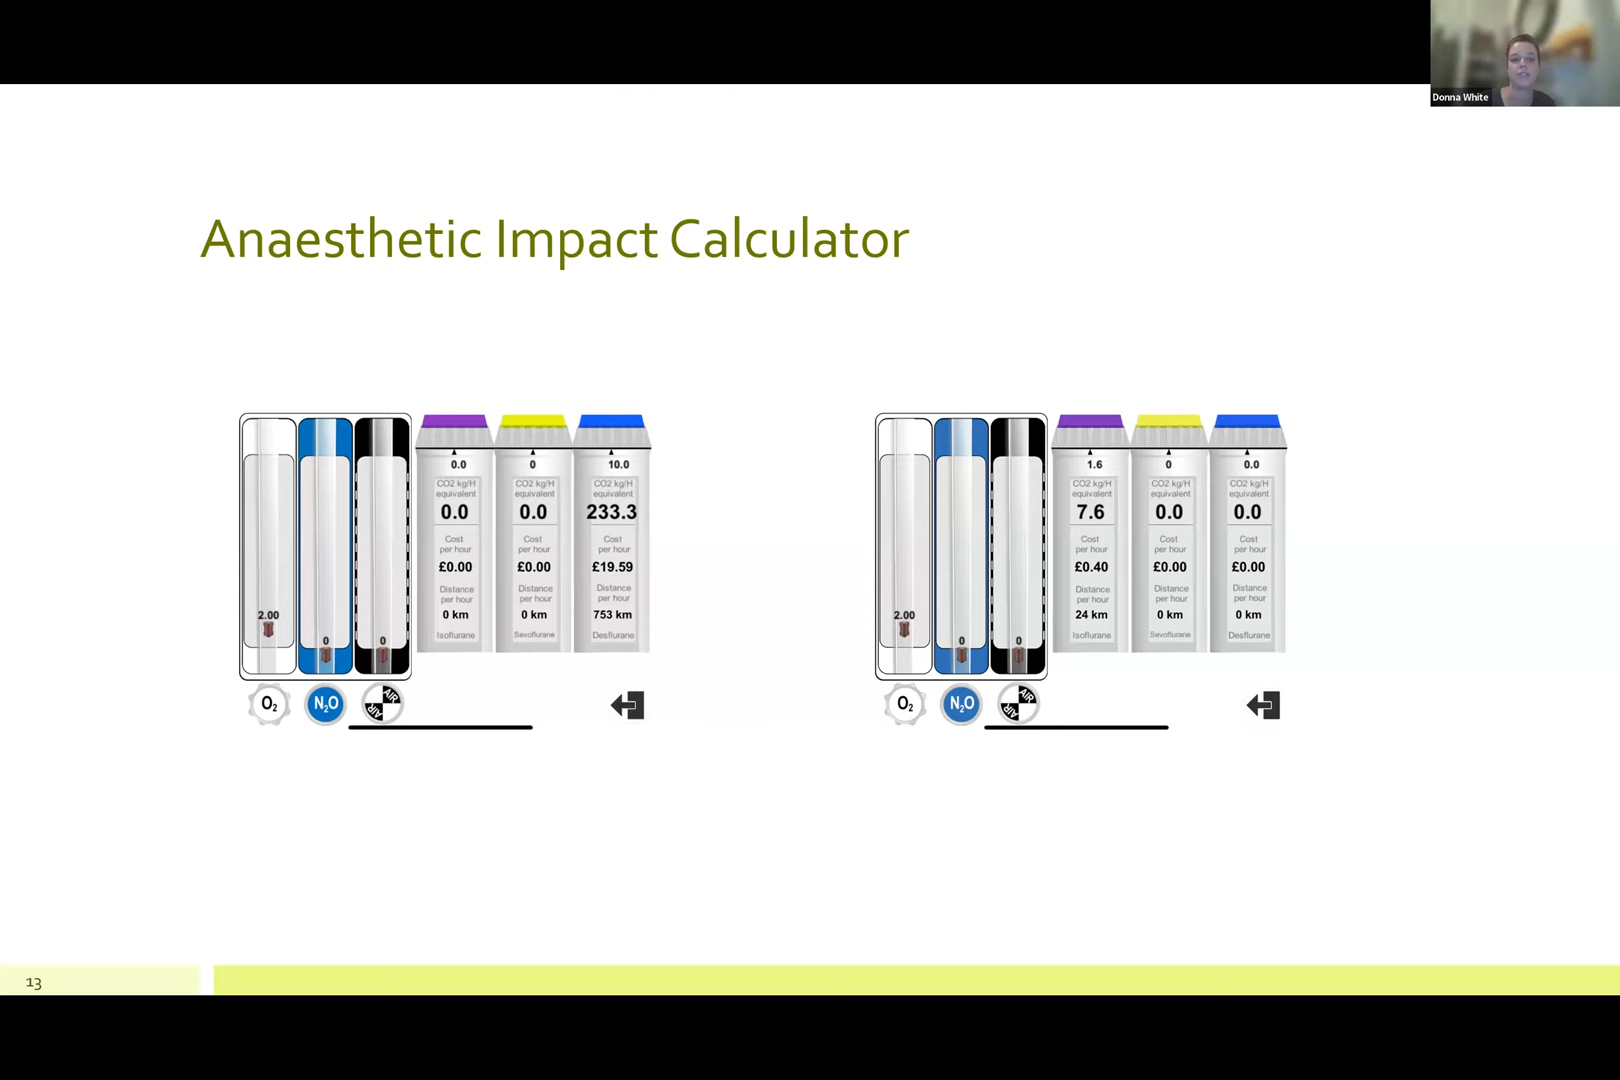 Donna White
Anaesthetic Impact Calculator
0.0 0 10.0
CO2 kg/H CO2 kg/H CO2 kg/H
equivalent equivalent equivalent
0.0 0.0 233.3
Cost Cost Cost
per hour per hour per hour
£0.00 £0.00 £19.59
Distance Distance Distance
per hour per hour per hour
2.00 0 km 0 km 753 km
0 0 Isoflurane Sevoflurane Desflurane
O2 N2O AIR AIR
1.6 0 0.0
CO2 kg/H CO2 kg/H CO2 kg/H
equivalent equivalent equivalent
7.6 0.0 0.0
Cost Cost Cost
per hour per hour per hour
£0.40 £0.00 £0.00
Distance Distance Distance
per hour per hour per hour
2.00 24 km 0 km 0 km
0 0 Isoflurane Sevoflurane Desflurane
O2 N2O AIR AIR
13